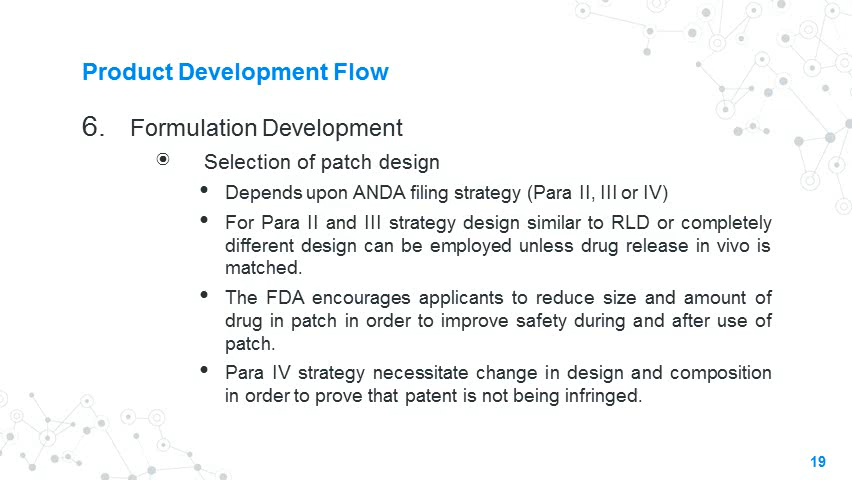 Product Development Flow
6. Formulation Development
Selection of patch design
• Depends upon ANDA filing strategy (Para II, III or IV)
• For Para II and III strategy design similar to RLD or completely
different design can be employed unless drug release in vivo is
matched.
• The FDA encourages applicants to reduce size and amount of
drug in patch in order to improve safety during and after use of
patch.
• Para IV strategy necessitate change in design and composition
in order to prove that patent is not being infringed.
19